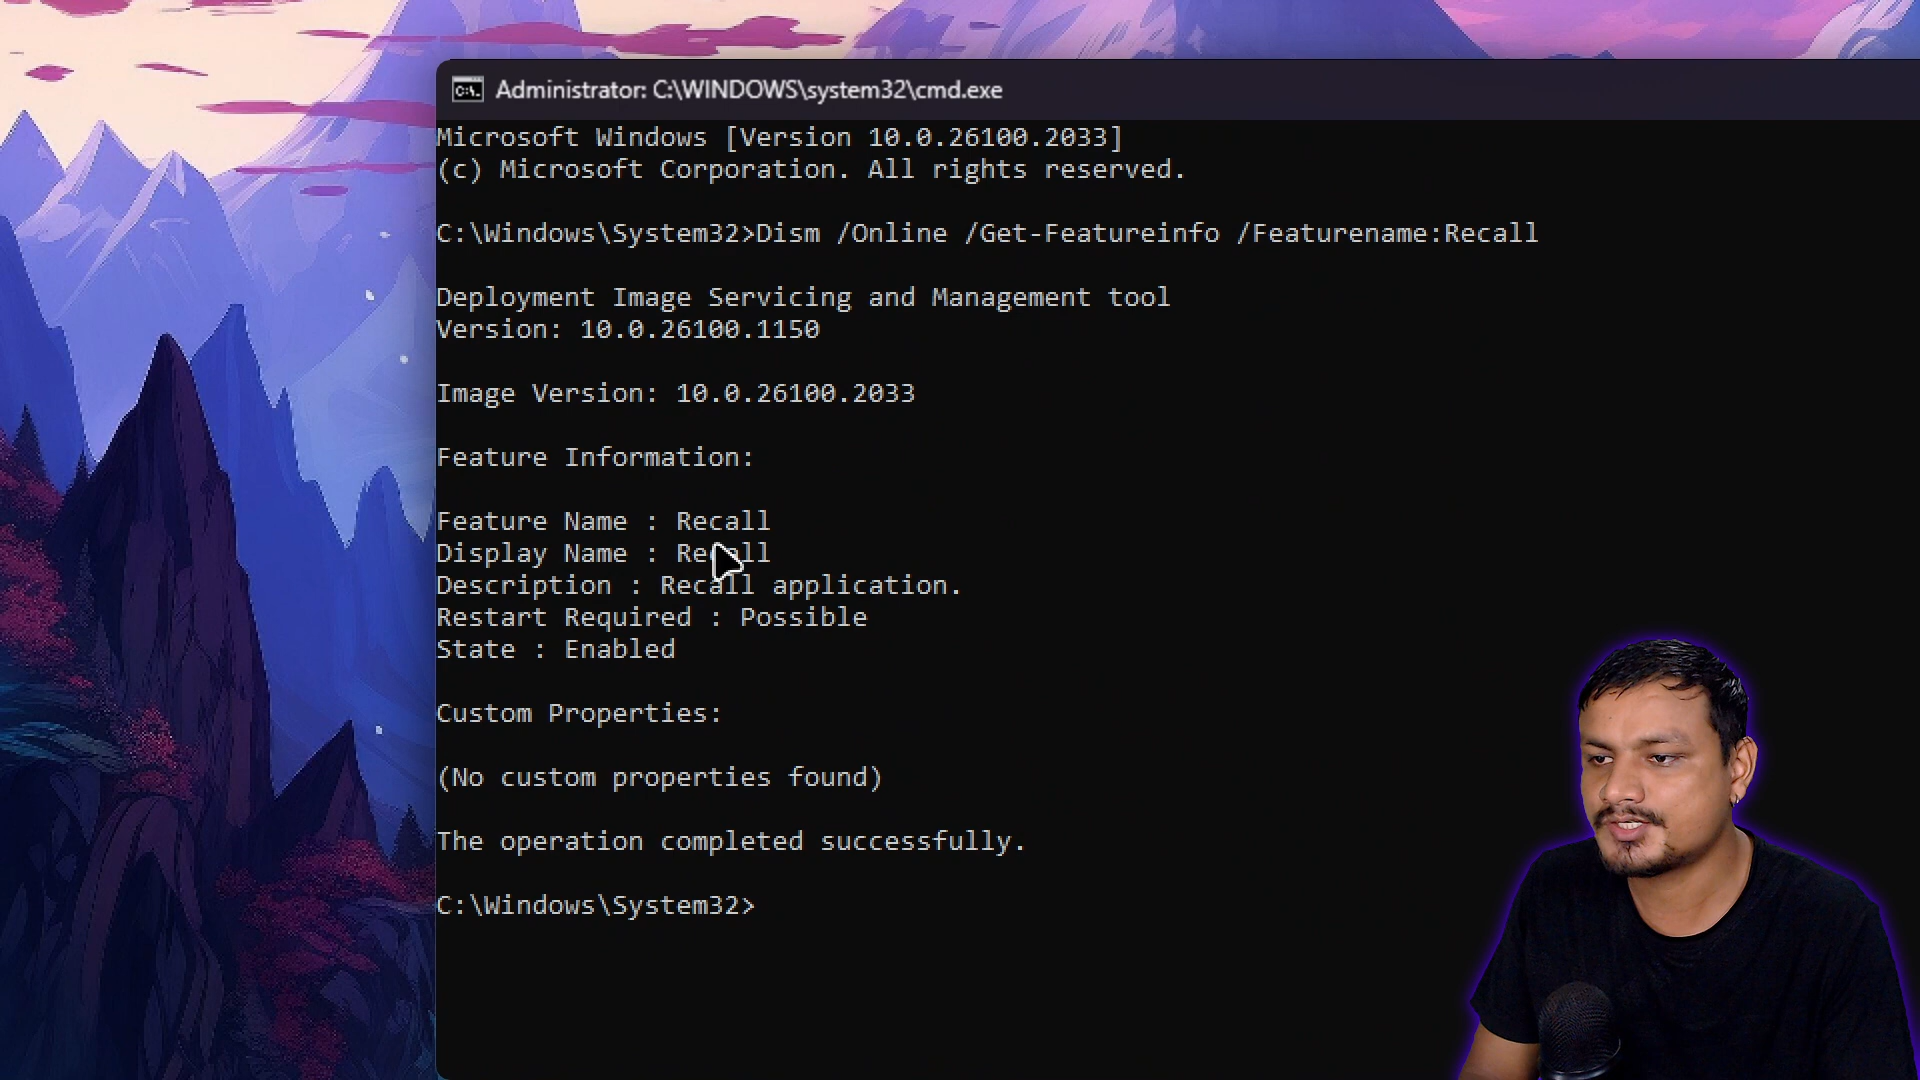 Administrator: C:\WINDOWS\system32\cmd.exe
Microsoft Windows [Version 10.0.26100.2033]
(c) Microsoft Corporation. All rights reserved.
C:\Windows\System32>Dism /Online /Get-Featureinfo /Featurename:Recall
Deployment Image Servicing and Management tool
Version: 10.0.26100.1150
Image Version: 10.0.26100.2033
Feature Information:
Feature Name : Recall
Display Name : Recall
Description : Recall application.
Restart Required : Possible
State : Enabled
Custom Properties:
(No custom properties found)
The operation completed successfully.
C:\Windows\System32>